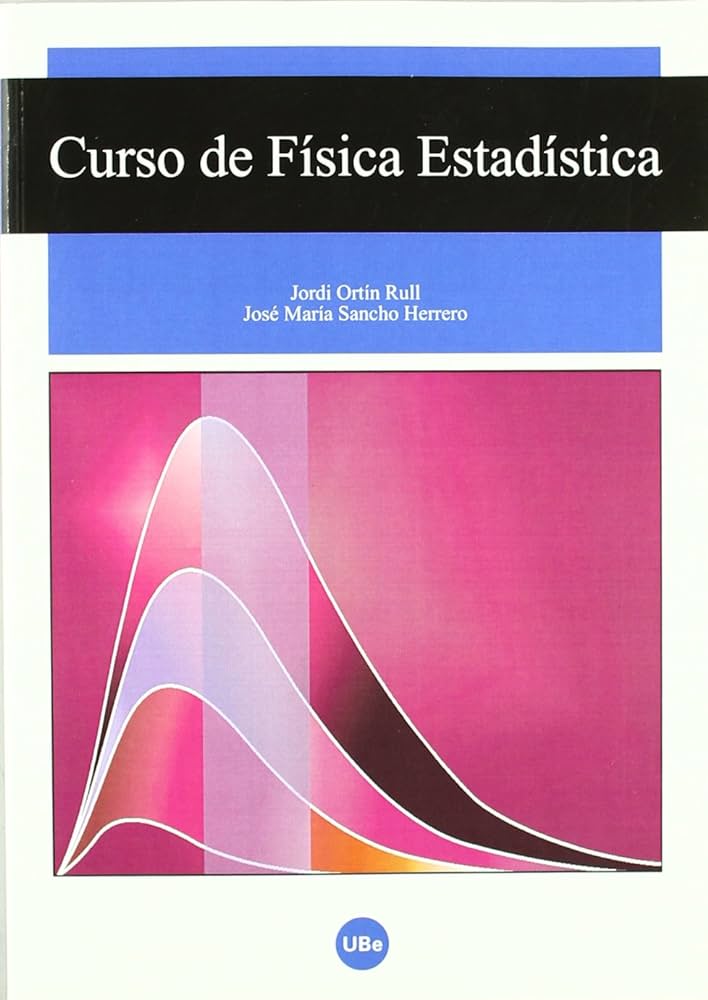 Curso de Física Estadística
Jordi Ortín Rull
José María Sancho Herrero
UBe